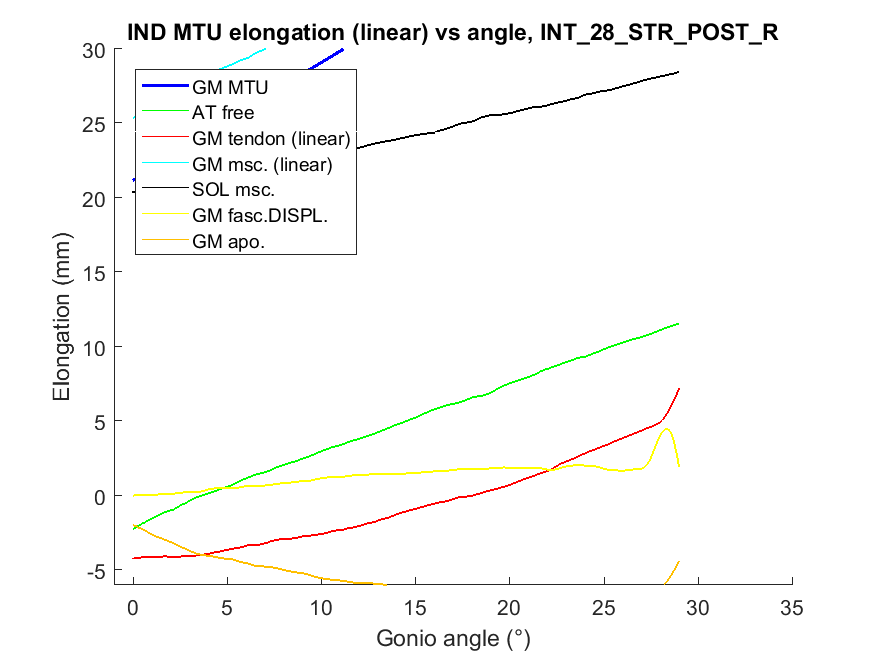 IND MTU elongation (linear) vs angle, INT_28_STR_POST_R
30
25
20
15
10
5
0
-5
Elongation (mm)
GM MTU
AT free
GM tendon (linear)
GM msc. (linear)
SOL msc.
GM fasc.DISPL.
GM apo.
0 5 10 15 20 25 30 35
Gonio angle (°)